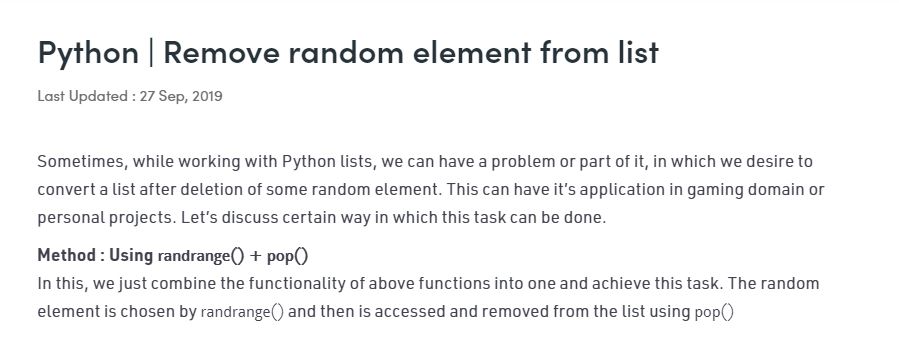 Python | Remove random element from list
Last Updated : 27 Sep, 2019
Sometimes, while working with Python lists, we can have a problem or part of it, in which we desire to
convert a list after deletion of some random element. This can have it’s application in gaming domain or
personal projects. Let’s discuss certain way in which this task can be done.
Method : Using randrange() + pop()
In this, we just combine the functionality of above functions into one and achieve this task. The random
element is chosen by randrange() and then is accessed and removed from the list using pop()